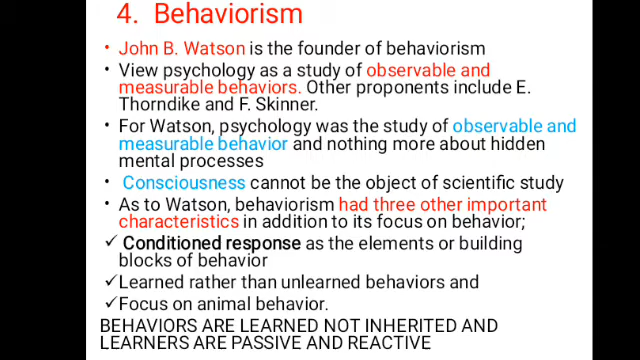 4. Behaviorism
• John B. Watson is the founder of behaviorism
• View psychology as a study of observable and
measurable behaviors. Other proponents include E.
Thorndike and F. Skinner.
• For Watson, psychology was the study of observable and
measurable behavior and nothing more about hidden
mental processes
• Consciousness cannot be the object of scientific study
• As to Watson, behaviorism had three other important
characteristics in addition to its focus on behavior;
✓ Conditioned response as the elements or building
blocks of behavior
✓ Learned rather than unlearned behaviors and
✓ Focus on animal behavior.
BEHAVIORS ARE LEARNED NOT INHERITED AND
LEARNERS ARE PASSIVE AND REACTIVE